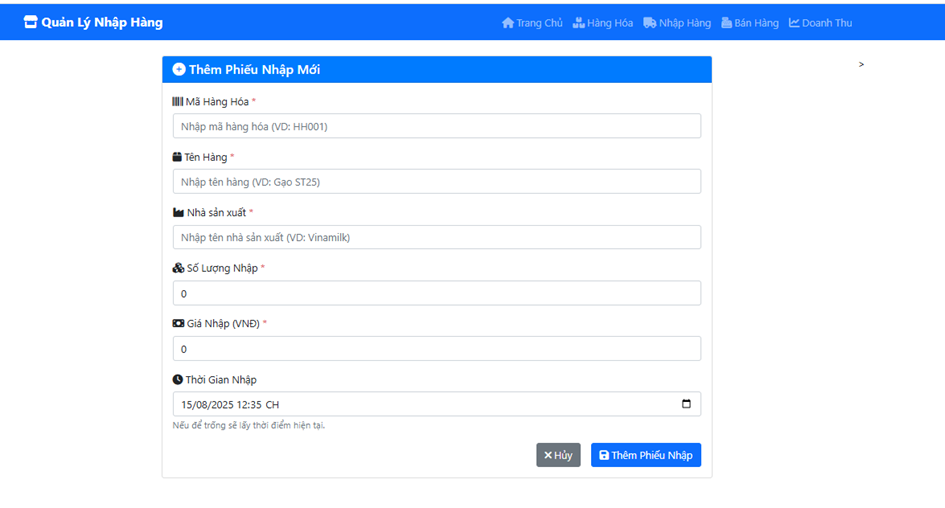 Quản Lý Nhập Hàng
Trang Chủ Hàng Hóa Nhập Hàng Bán Hàng Doanh Thu
Thêm Phiếu Nhập Mới
>
Mã Hàng Hóa *
Nhập mã hàng hóa (VD: HH001)
Tên Hàng *
Nhập tên hàng (VD: Gạo ST25)
Nhà sản xuất *
Nhập tên nhà sản xuất (VD: Vinamilk)
Số Lượng Nhập *
0
Giá Nhập (VNĐ) *
0
Thời Gian Nhập
15/08/2025 12:35 CH
Nếu để trống sẽ lấy thời điểm hiện tại.
Hủy Thêm Phiếu Nhập